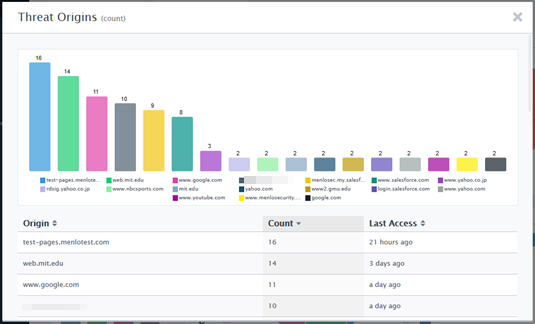 Threat Origins (count)
16
14
11
10
9
8
3
2 2 2 2 2 2 2 2 2 2
test-pages.menlote... web.mit.edu www.google.com menlosec.my.salesf... www.salesforce.com www.yahoo.co.jp
rdsig.yahoo.co.jp www.nbcsports.com mit.edu yahoo.com www2.gmu.edu login.salesforce.com www.yahoo.com
www.youtube.com www.menlosecurity.... google.com
Origin Count Last Access
test-pages.menlotest.com 16 21 hours ago
web.mit.edu 14 3 days ago
www.google.com 11 a day ago
10 a day ago